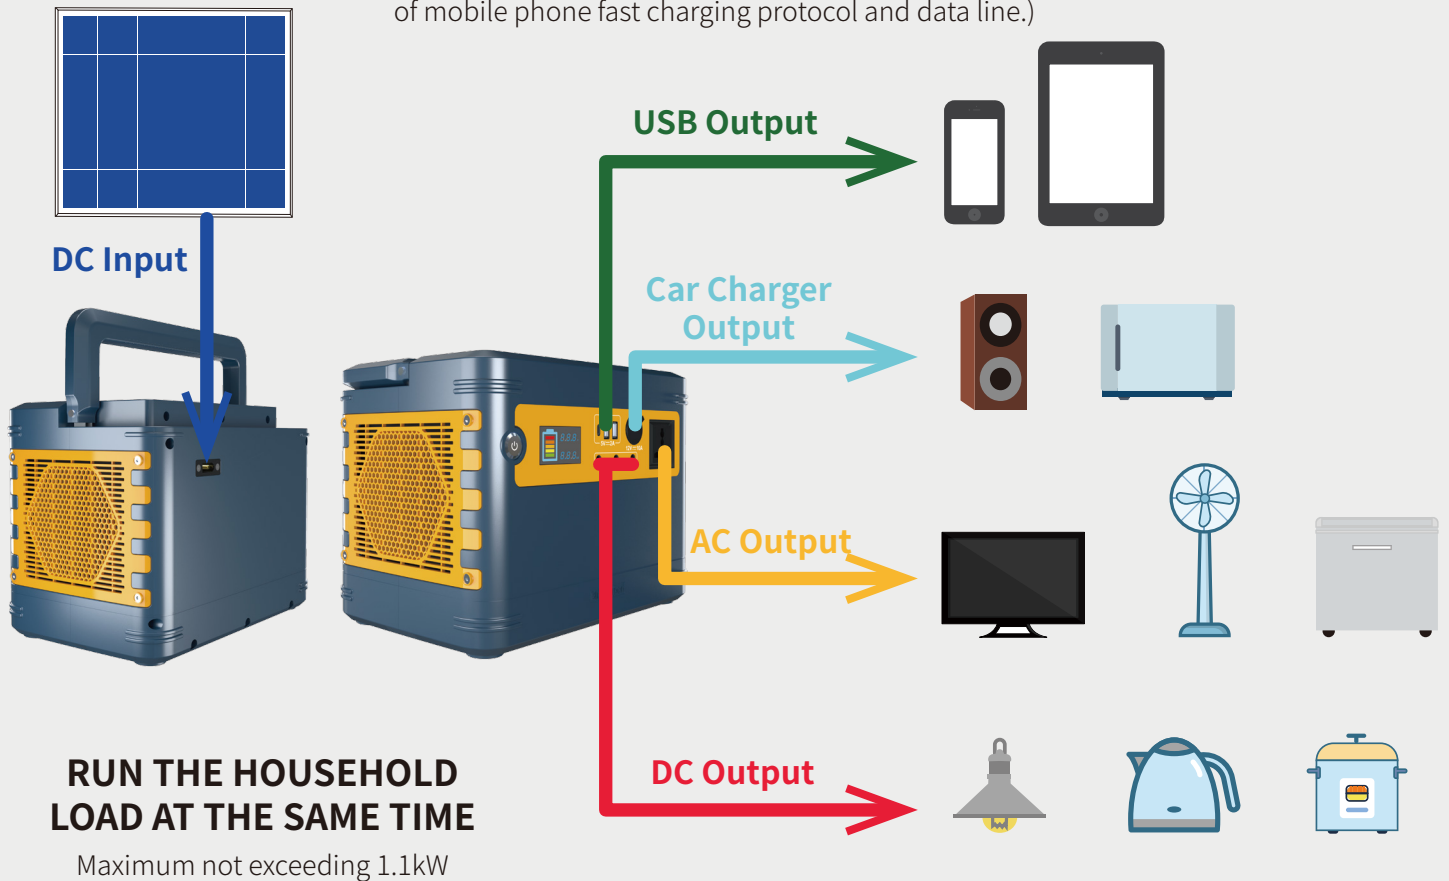 of mobile phone fast charging protocol and data line.)
USB Output
DC Input
Car Charger
Output
AC Output
DC Output
RUN THE HOUSEHOLD
LOAD AT THE SAME TIME
Maximum not exceeding 1.1kW